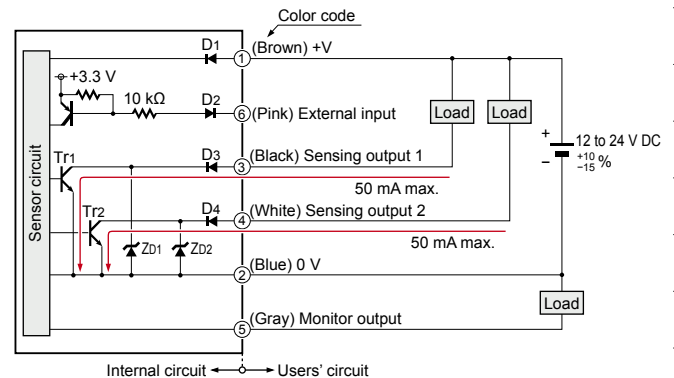 Color code
D1
1
(Brown) +V
+3.3 V
10 kΩ
D2
6
(Pink) External input
Load
Load
+
−
12 to 24 V DC
+10
−15 %
Sensor circuit
Tr1
D3
3
(Black) Sensing output 1
50 mA max.
Tr2
D4
4
(White) Sensing output 2
50 mA max.
ZD1
ZD2
2
(Blue) 0 V
Load
5
(Gray) Monitor output
Internal circuit
Users' circuit